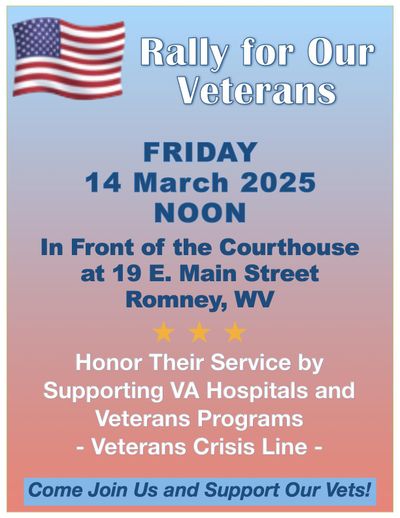 Rally for Our
Veterans
FRIDAY
14 March 2025
NOON
In Front of the Courthouse
at 19 E. Main Street
Romney, WV
Honor Their Service by
Supporting VA Hospitals and
Veterans Programs
- Veterans Crisis Line -
Come Join Us and Support Our Vets!